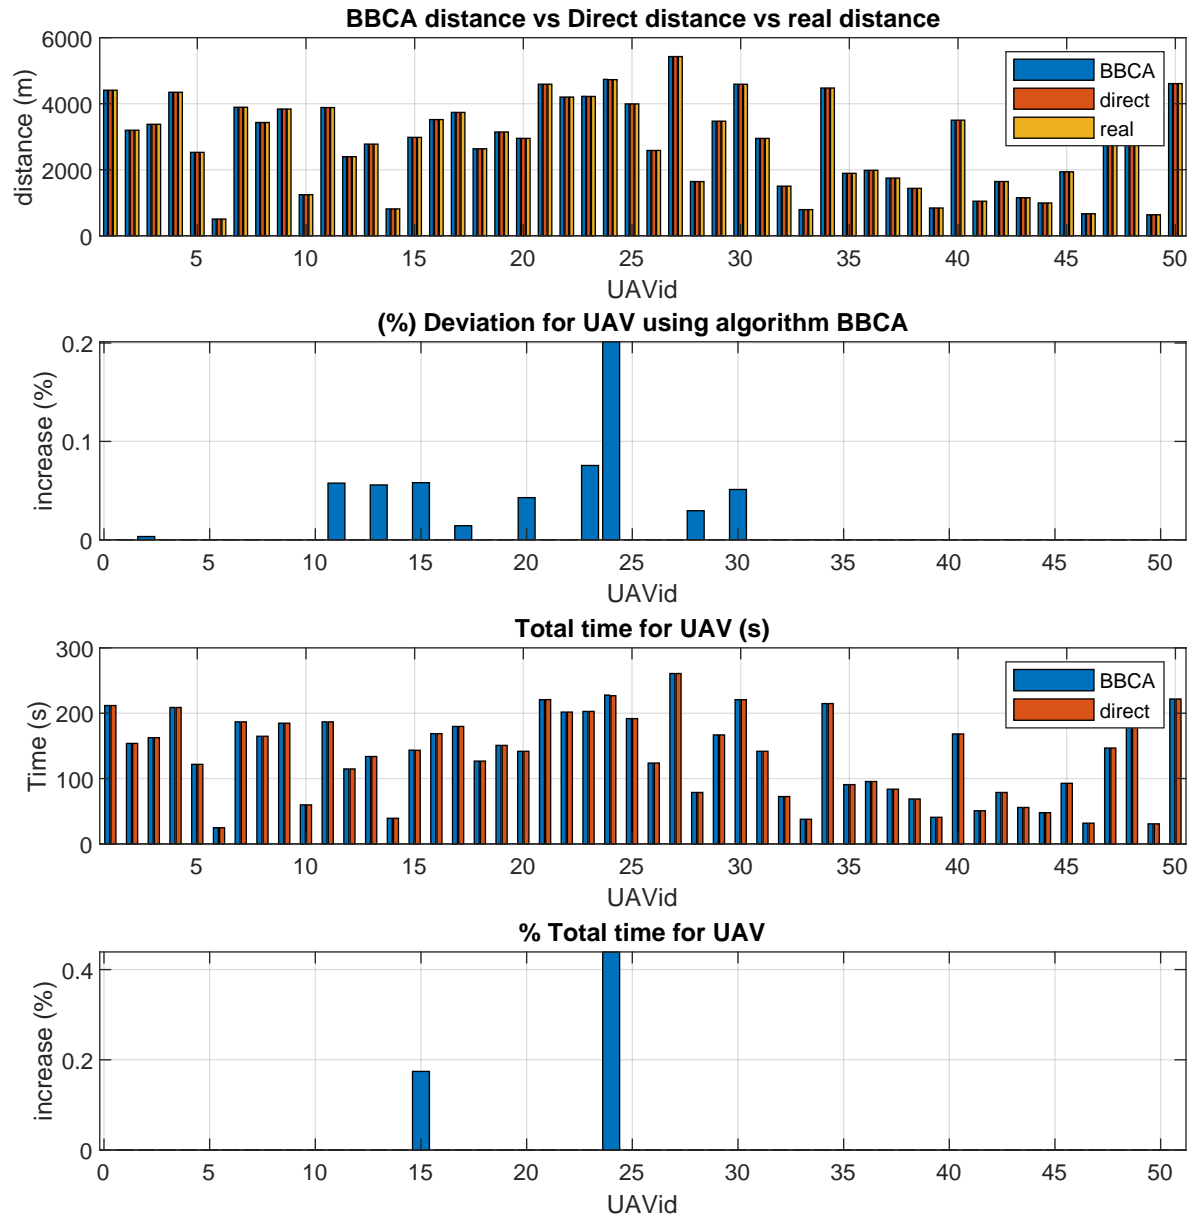 BBCA distance vs Direct distance vs real distance
6000
4000
2000
0
distance (m)
BBCA
direct
real
5 10 15 20 25 30 35 40 45 50
UAVid
(%) Deviation for UAV using algorithm BBCA
0.2
0.1
0
increase (%)
0 5 10 15 20 25 30 35 40 45 50
UAVid
Total time for UAV (s)
300
200
100
0
Time (s)
BBCA
direct
5 10 15 20 25 30 35 40 45 50
UAVid
% Total time for UAV
0.4
0.2
0
increase (%)
0 5 10 15 20 25 30 35 40 45 50
UAVid